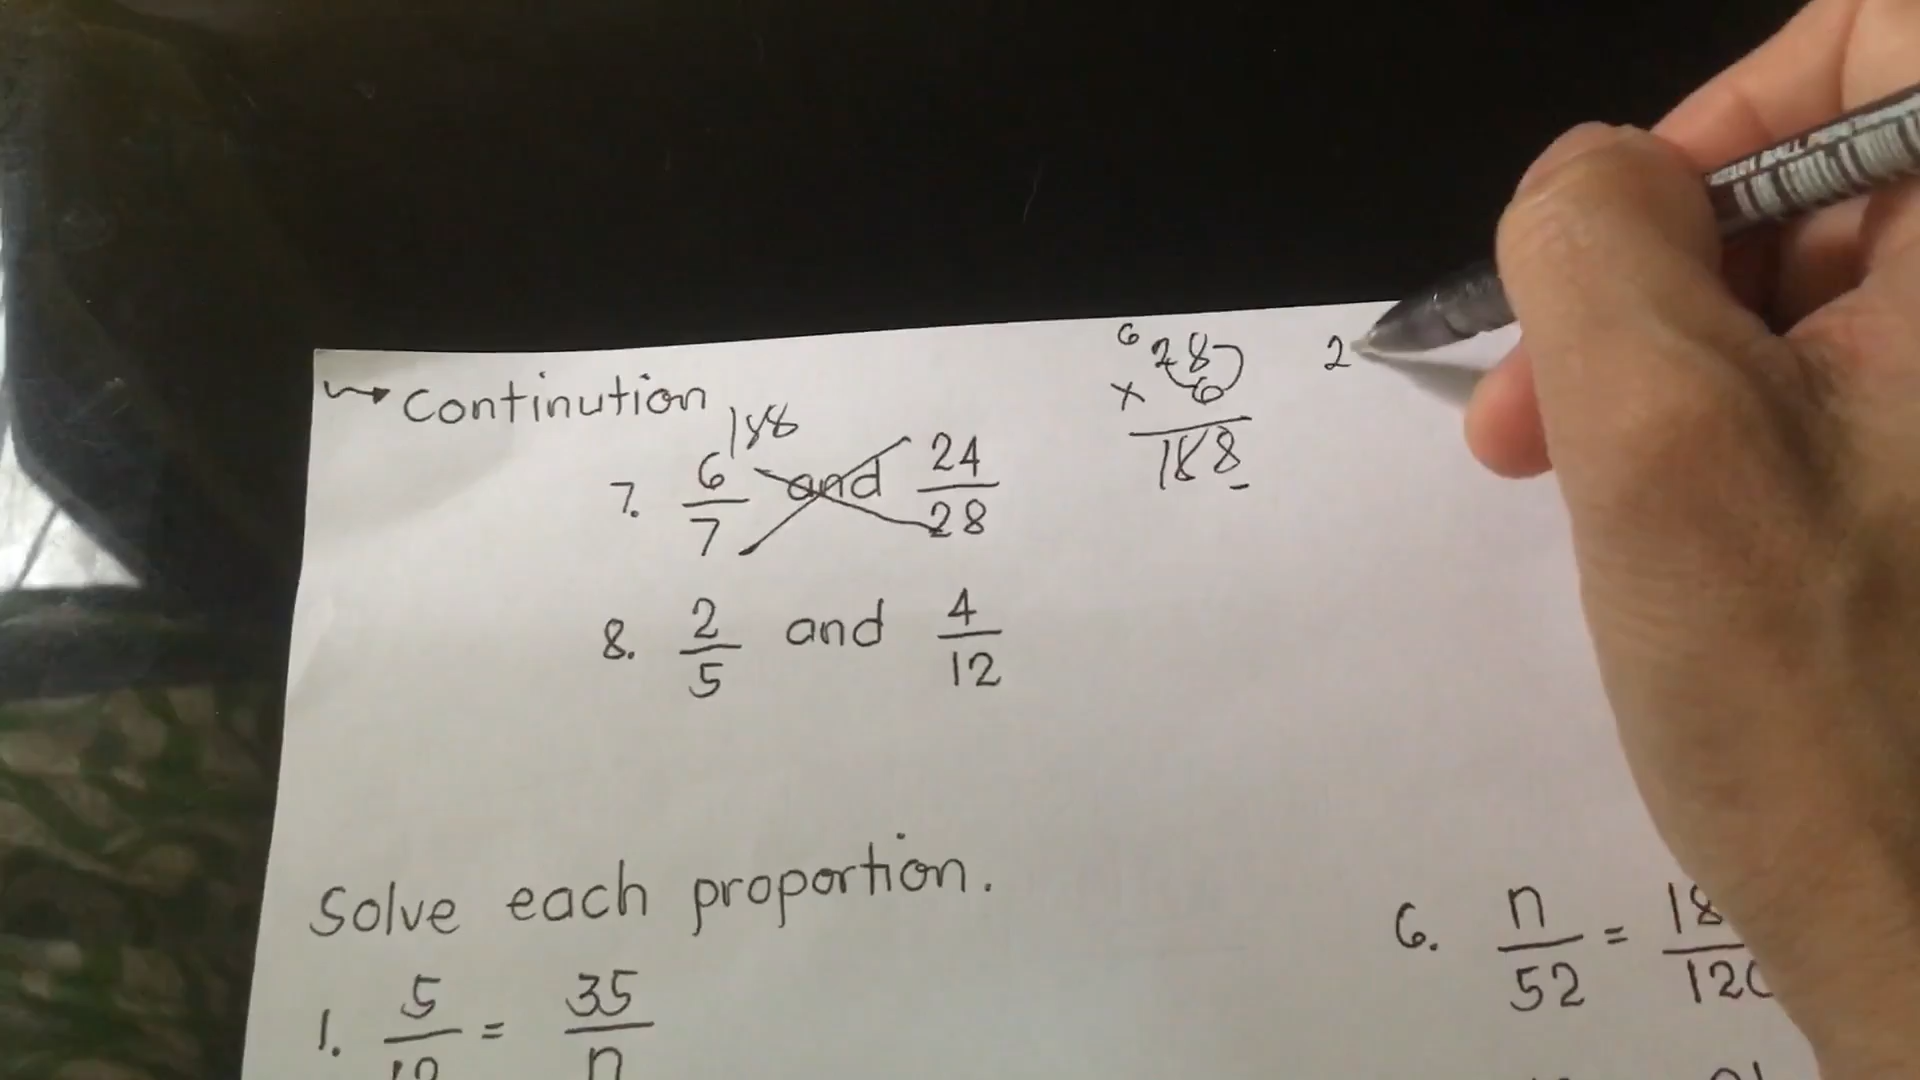 6
28
2
× 6
188
→ Continution
188
7. 6/7 and 24/28
8. 2/5 and 4/12
Solve each proportion.
1. 5/12 = 35/n
6. n/52 = 18/120